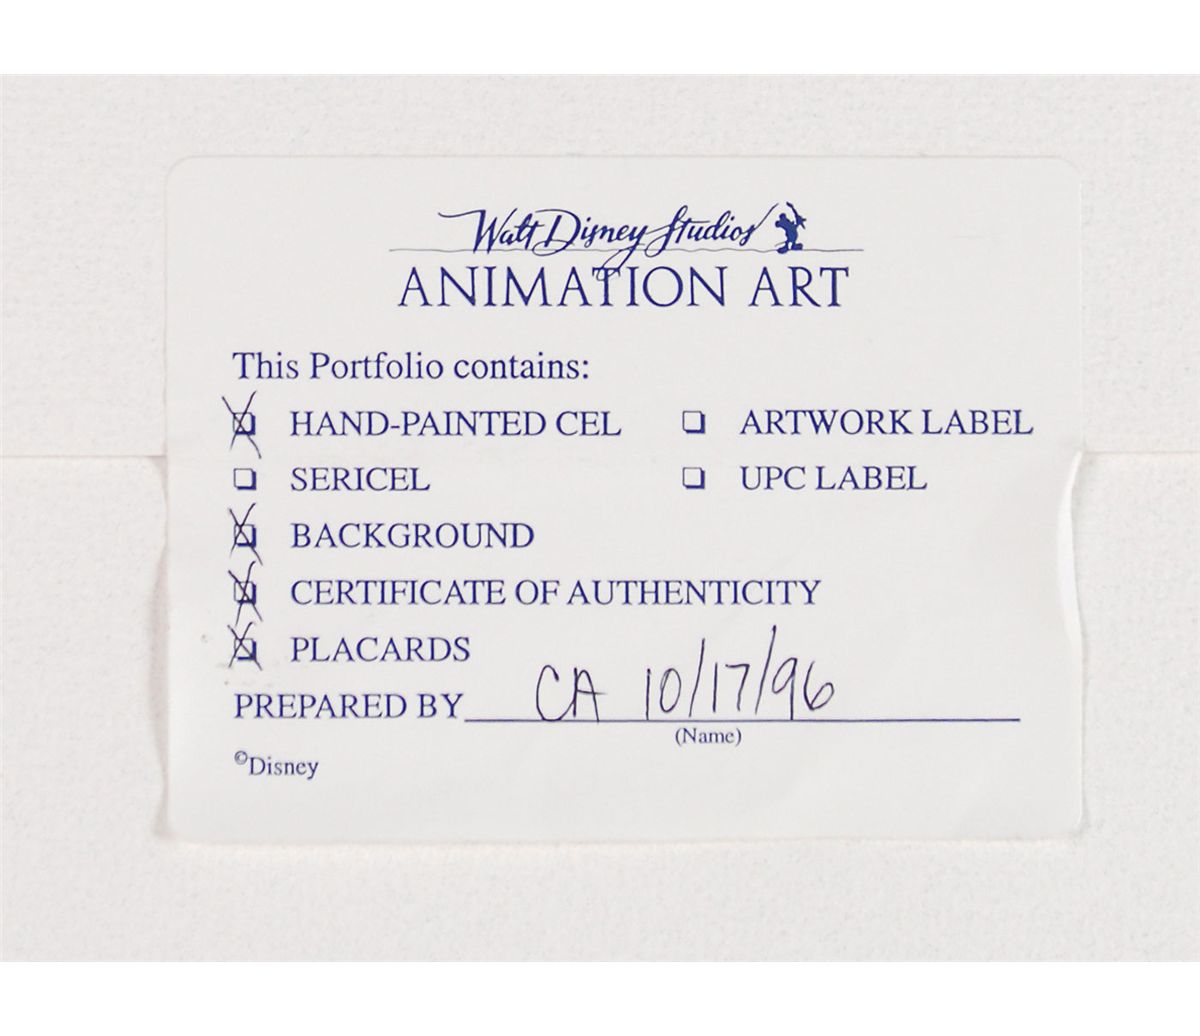 Walt Disney Studios
ANIMATION ART
This Portfolio contains:
HAND-PAINTED CEL ARTWORK LABEL
SERICEL UPC LABEL
BACKGROUND
CERTIFICATE OF AUTHENTICITY
PLACARDS
PREPARED BY CA 10/17/96
(Name)
©Disney